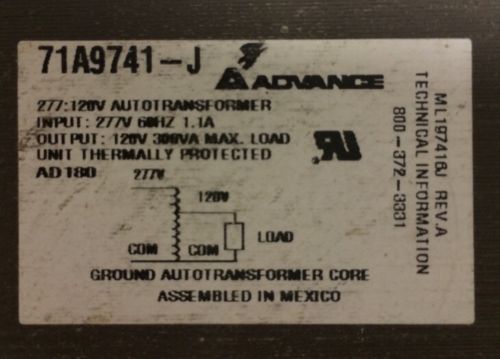 71A9741-J
ADVANCE
277:120V AUTOTRANSFORMER
INPUT: 277V 60HZ 1.1A
OUTPUT: 120V 300VA MAX. LOAD
UNIT THERMALLY PROTECTED
AD180
277V
120V
LOAD
COM COM
GROUND AUTOTRANSFORMER CORE
ASSEMBLED IN MEXICO
ML197416J REV.A
TECHNICAL INFORMATION
800-372-3331